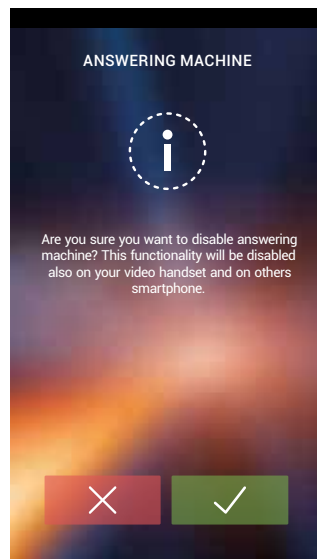 ANSWERING MACHINE
Are you sure you want to disable answering
machine? This functionality will be disabled
also on your video handset and on others
smartphone.